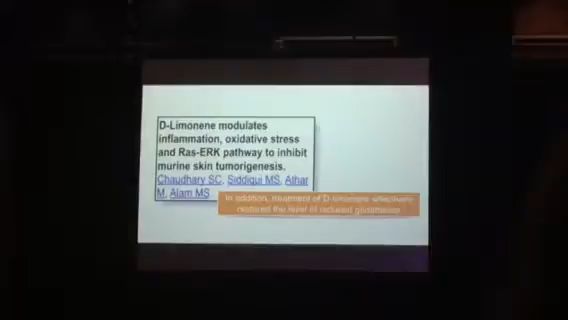 D-Limonene modulates
inflammation, oxidative stress
and Ras-ERK pathway to inhibit
murine skin tumorigenesis.
Chaudhary SC, Siddiqui MS, Athar
M, Alam MS
In addition, treatment of D-limonene effectively
restored the level of reduced glutathione